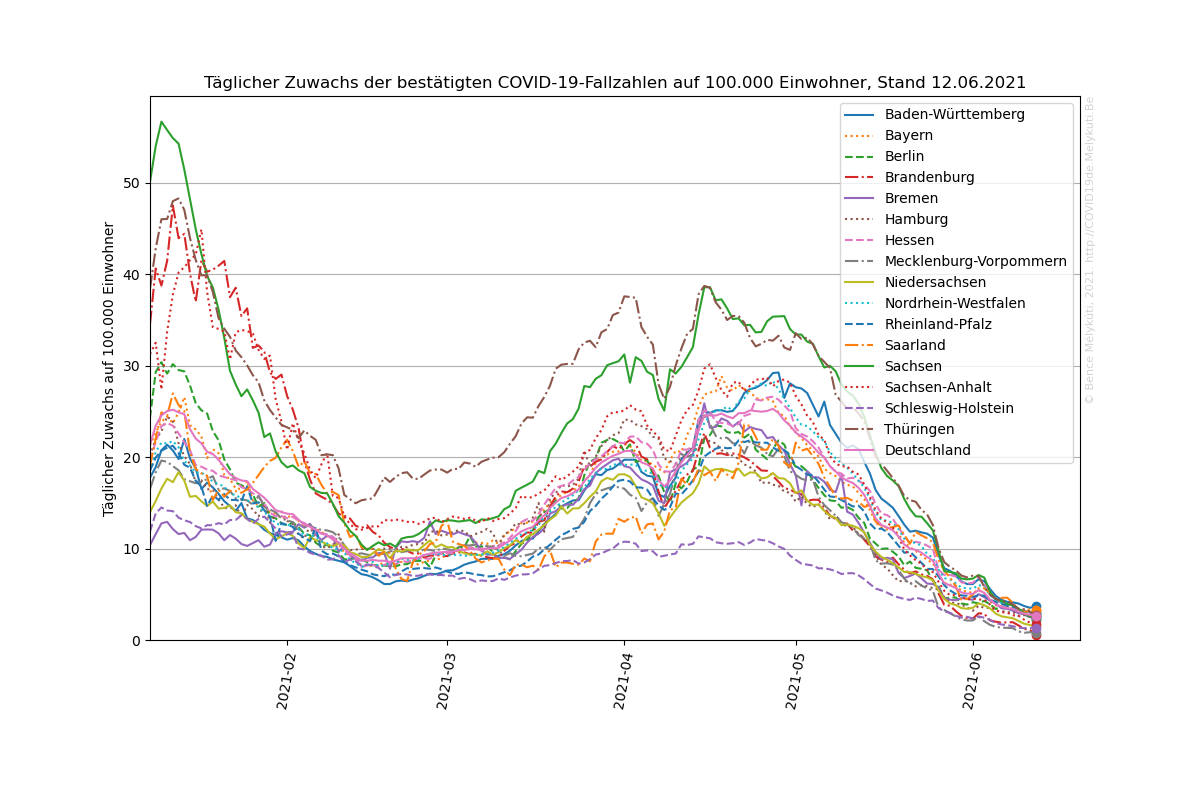 Täglicher Zuwachs der bestätigten COVID-19-Fallzahlen auf 100.000 Einwohner, Stand 12.06.2021
Täglicher Zuwachs auf 100.000 Einwohner
50
40
30
20
10
0
2021-02
2021-03
2021-04
2021-05
2021-06
Baden-Württemberg
Bayern
Berlin
Brandenburg
Bremen
Hamburg
Hessen
Mecklenburg-Vorpommern
Niedersachsen
Nordrhein-Westfalen
Rheinland-Pfalz
Saarland
Sachsen
Sachsen-Anhalt
Schleswig-Holstein
Thüringen
Deutschland
© Bence Mélykúti, 2021. http://COVID19de.Melykuti.Be